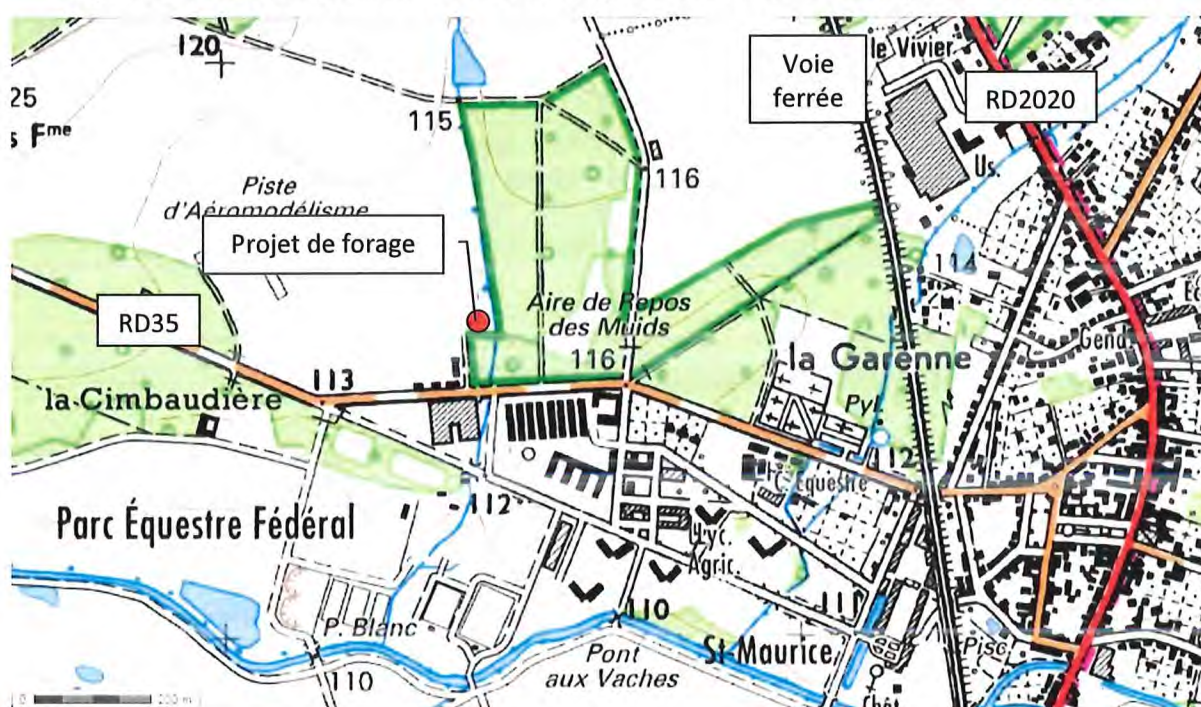 120
le Vivier
Voie
ferrée
RD2020
25
s Fme
115
Us.
116
Piste
d'Aéromodélisme
Projet de forage
114
Aire de Repos
des Muids
RD35
116
la Garenne
Gend.
113
la Cimbaudière
Pyl.
112
C. Équestre
Parc Équestre Fédéral
Lyc.
Agric.
111
P. Blanc
110
St-Maurice
Pisc.
Pont
aux Vaches
110
0
200 m
Chât.